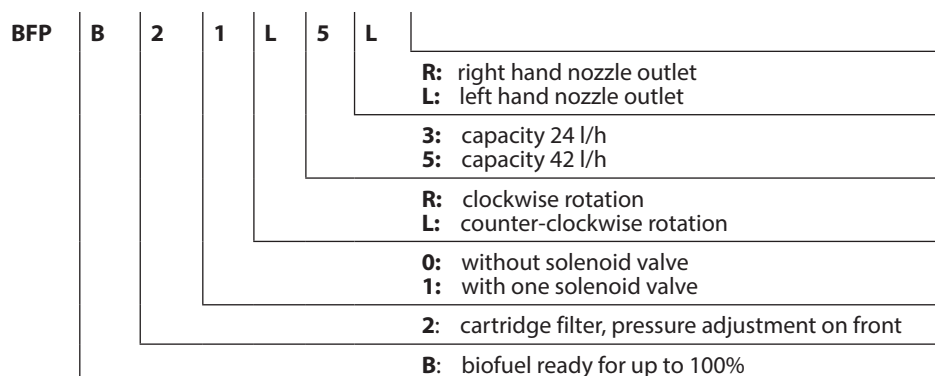 BFP B 2 1 L 5 L
R: right hand nozzle outlet
L: left hand nozzle outlet
3: capacity 24 l/h
5: capacity 42 l/h
R: clockwise rotation
L: counter-clockwise rotation
0: without solenoid valve
1: with one solenoid valve
2: cartridge filter, pressure adjustment on front
B: biofuel ready for up to 100%